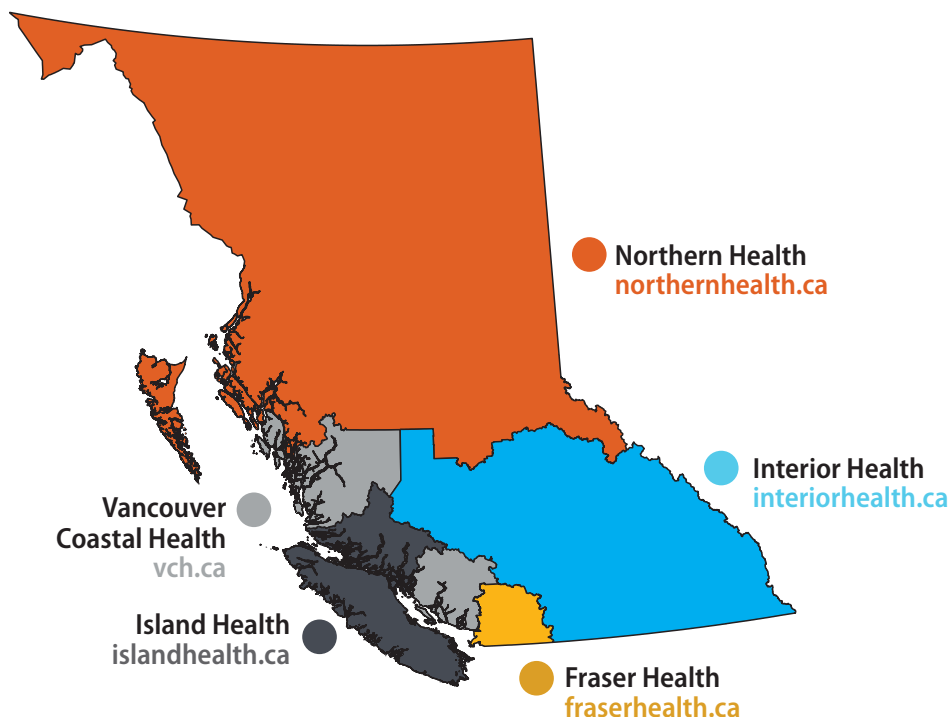 Northern Health
northernhealth.ca
Interior Health
interiorhealth.ca
Vancouver
Coastal Health
vch.ca
Island Health
islandhealth.ca
Fraser Health
fraserhealth.ca